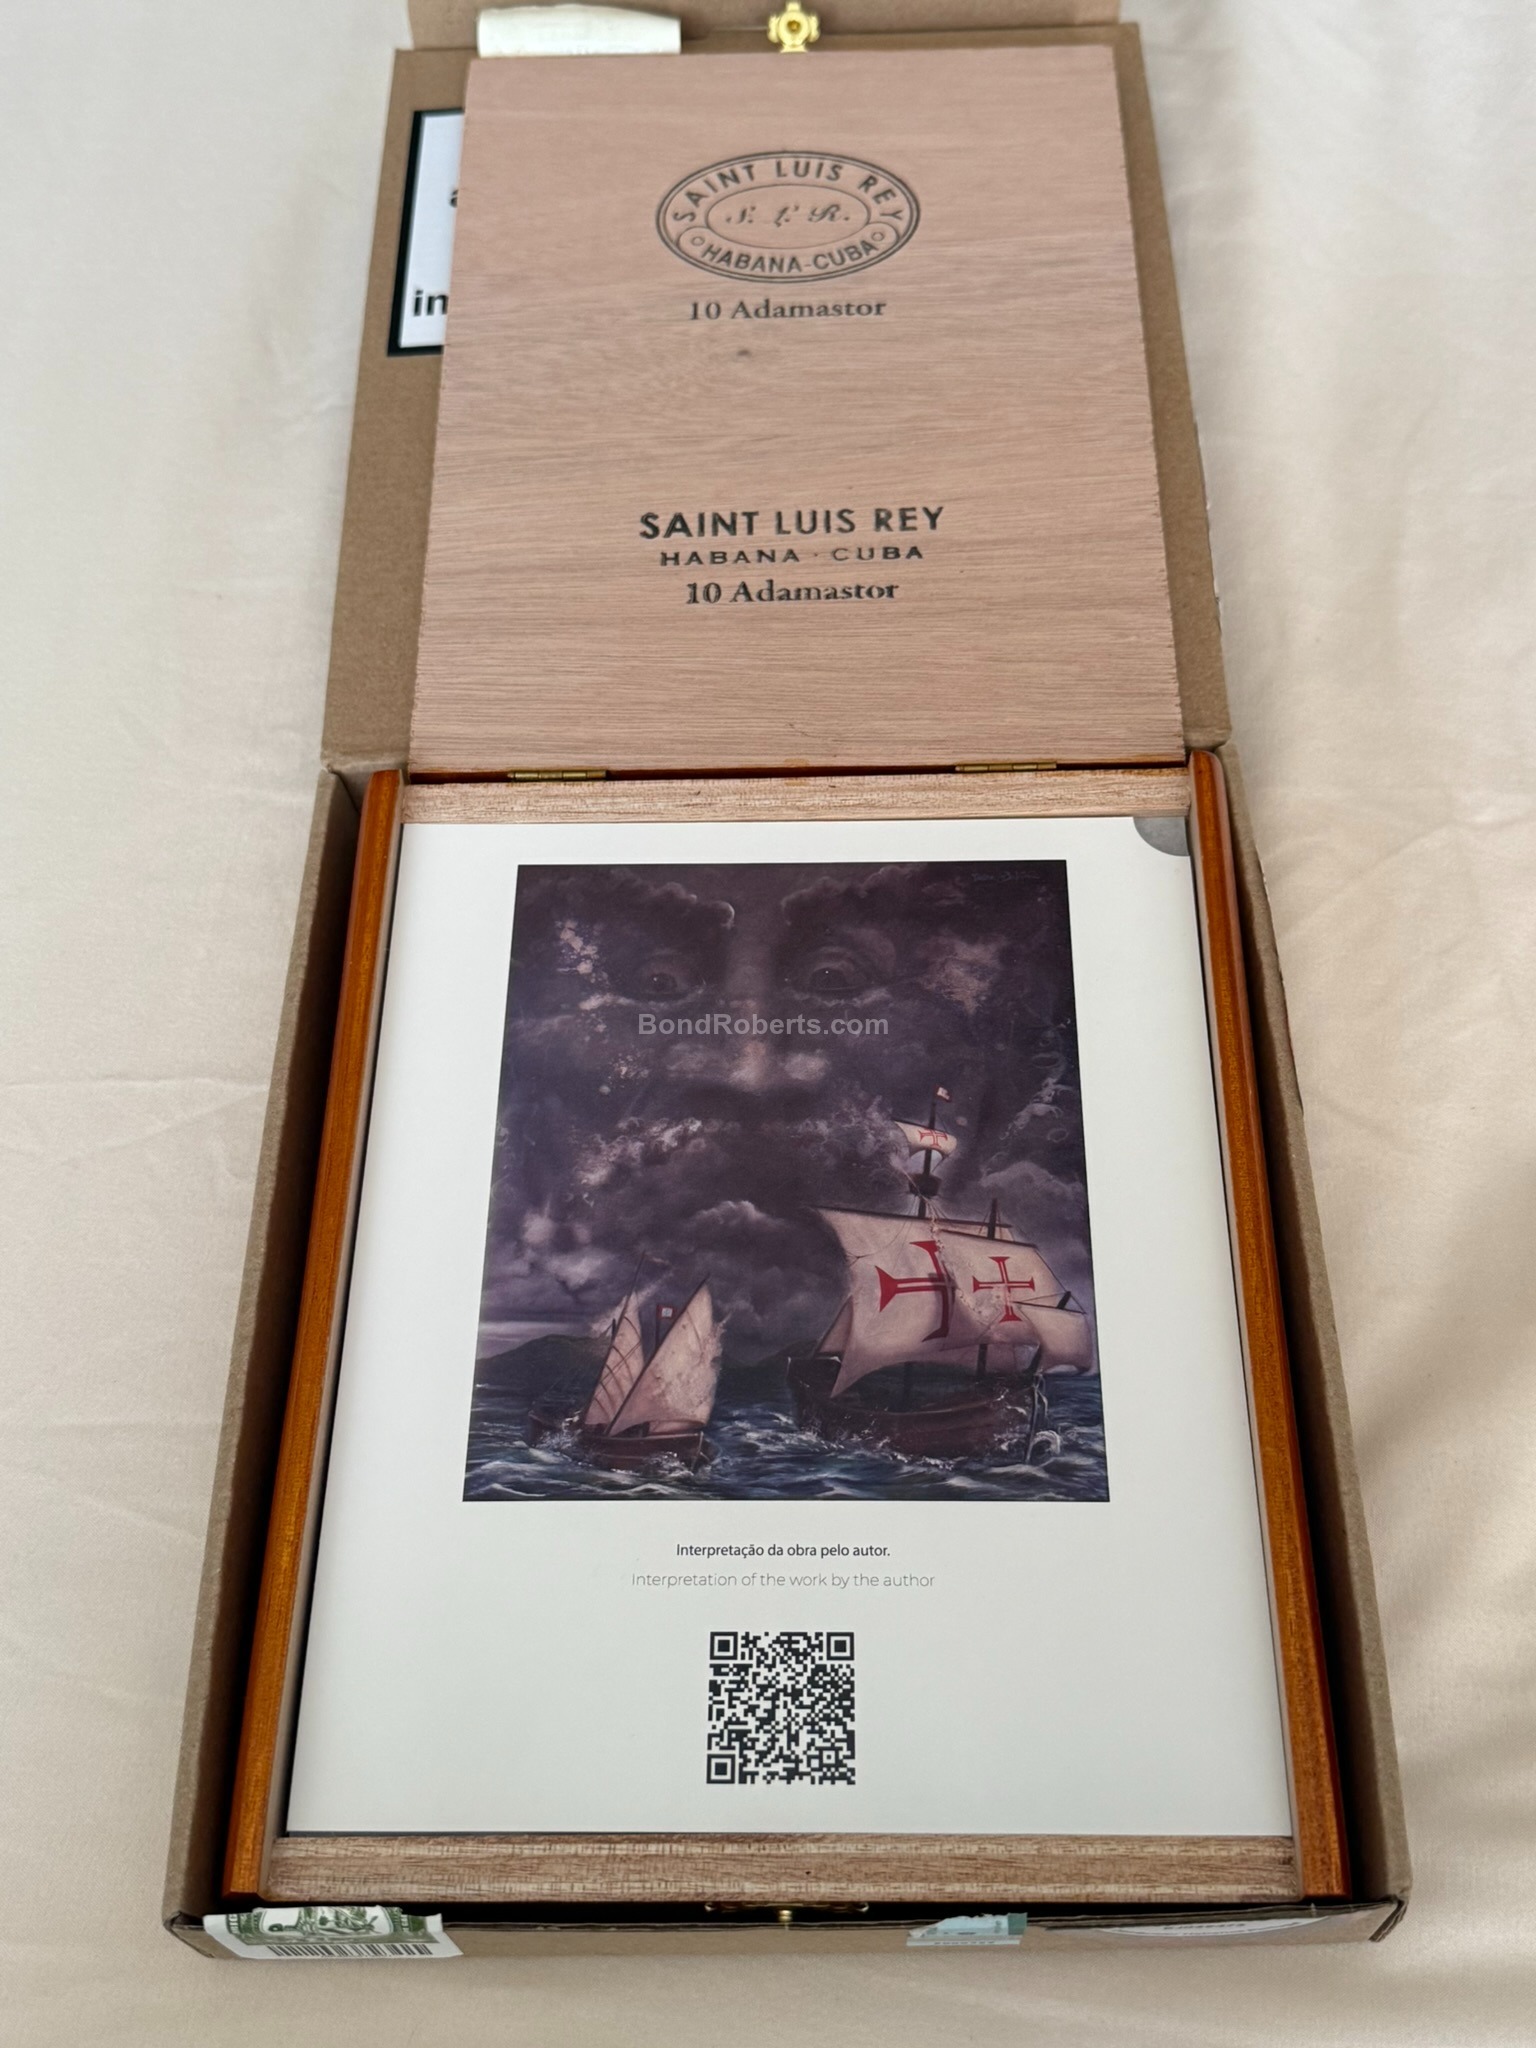 SAINT LUIS REY
S. L. R.
HABANA-CUBA
10 Adamastor
in
SAINT LUIS REY
HABANA · CUBA
10 Adamastor
BondRoberts.com
Interpretação da obra pelo autor.
Interpretation of the work by the author